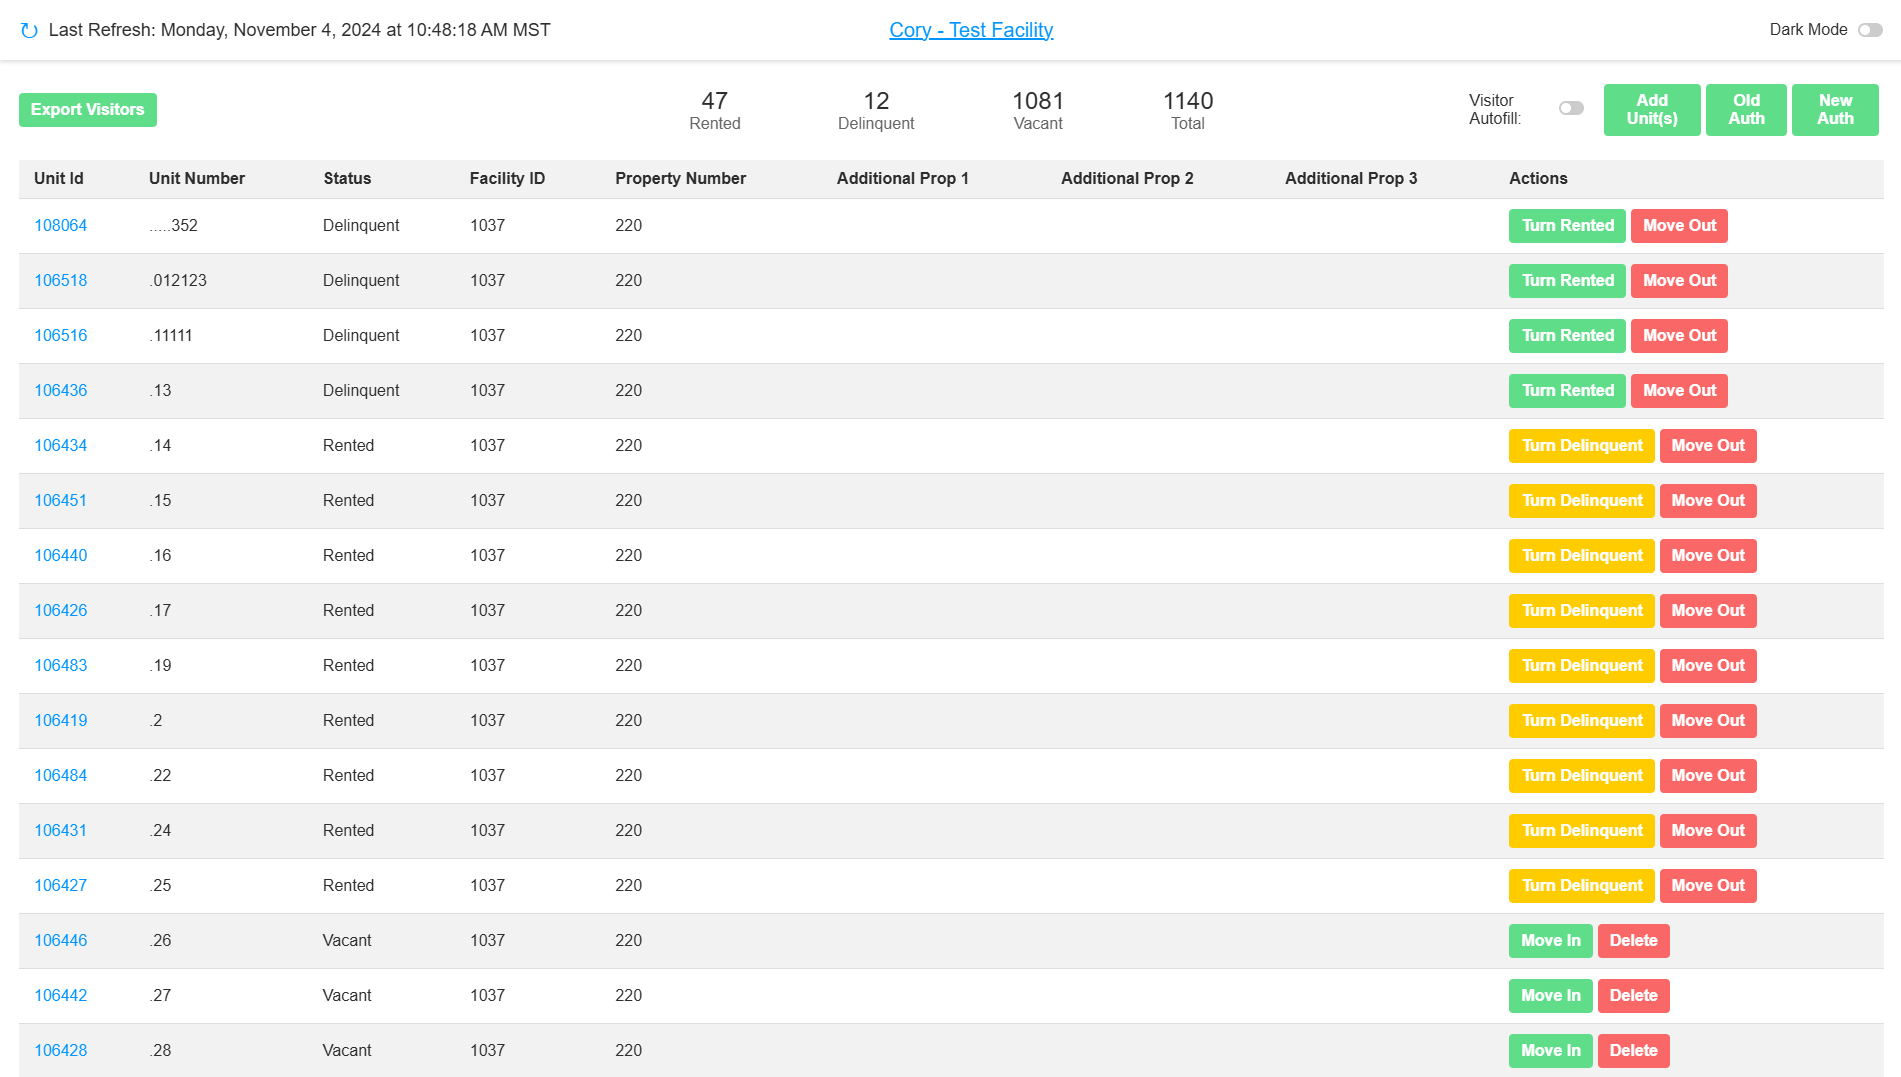 Last Refresh: Monday, November 4, 2024 at 10:48:18 AM MST
Cory - Test Facility
Dark Mode
Export Visitors
47 12 1081 1140
Rented Delinquent Vacant Total
Visitor
Autofill:
Add
Unit(s)
Old
Auth
New
Auth
Unit Id Unit Number Status Facility ID Property Number Additional Prop 1 Additional Prop 2 Additional Prop 3 Actions
108064 .....352 Delinquent 1037 220 Turn Rented Move Out
106518 .012123 Delinquent 1037 220 Turn Rented Move Out
106516 .11111 Delinquent 1037 220 Turn Rented Move Out
106436 .13 Delinquent 1037 220 Turn Rented Move Out
106434 .14 Rented 1037 220 Turn Delinquent Move Out
106451 .15 Rented 1037 220 Turn Delinquent Move Out
106440 .16 Rented 1037 220 Turn Delinquent Move Out
106426 .17 Rented 1037 220 Turn Delinquent Move Out
106483 .19 Rented 1037 220 Turn Delinquent Move Out
106419 .2 Rented 1037 220 Turn Delinquent Move Out
106484 .22 Rented 1037 220 Turn Delinquent Move Out
106431 .24 Rented 1037 220 Turn Delinquent Move Out
106427 .25 Rented 1037 220 Turn Delinquent Move Out
106446 .26 Vacant 1037 220 Move In Delete
106442 .27 Vacant 1037 220 Move In Delete
106428 .28 Vacant 1037 220 Move In Delete